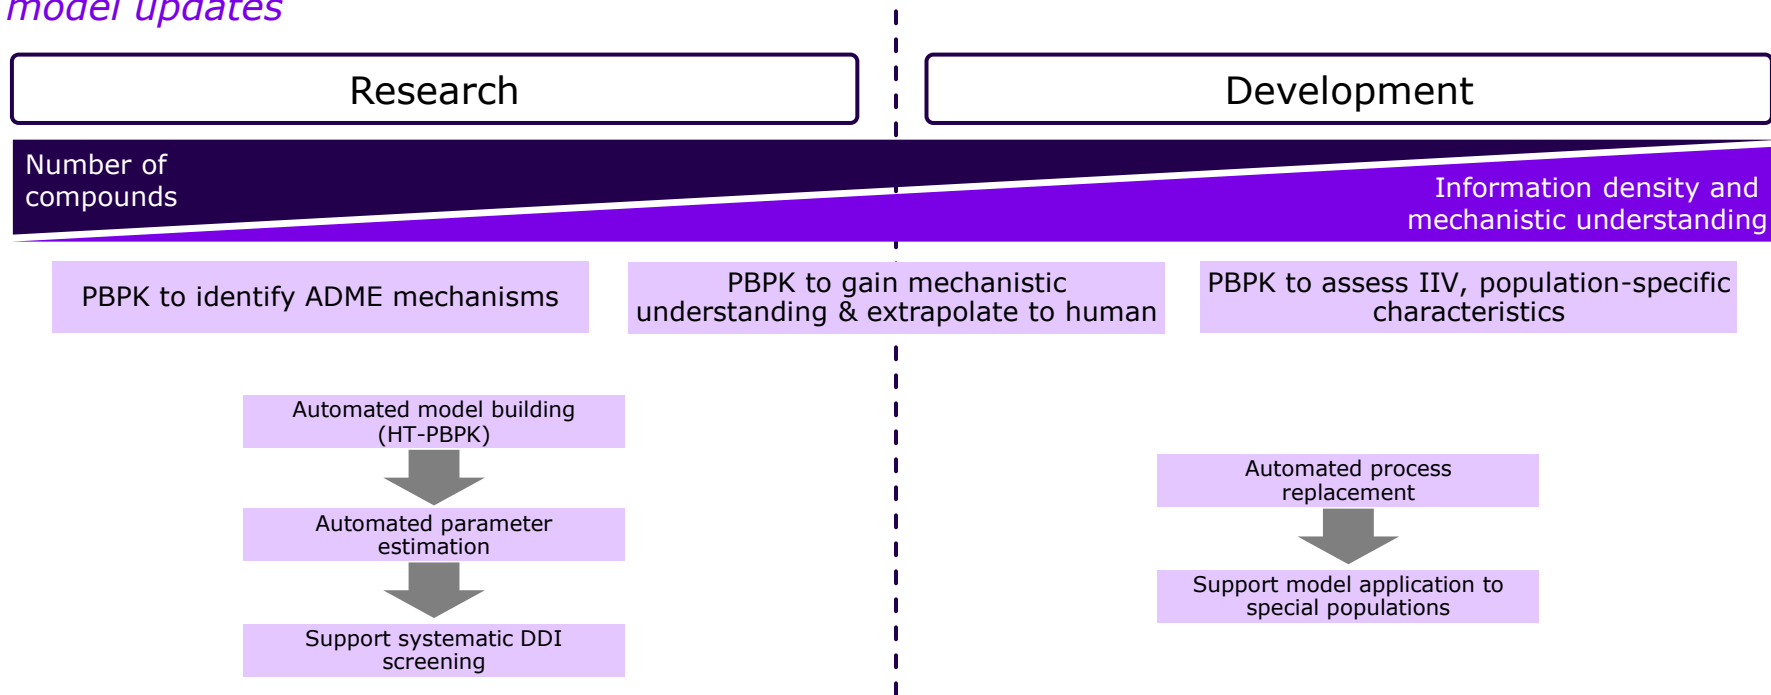 model updates
Research
Development
Number of
compounds
Information density and
mechanistic understanding
PBPK to identify ADME mechanisms
PBPK to gain mechanistic
understanding & extrapolate to human
PBPK to assess IIV, population-specific
characteristics
Automated model building
(HT-PBPK)
Automated parameter
estimation
Support systematic DDI
screening
Automated process
replacement
Support model application to
special populations